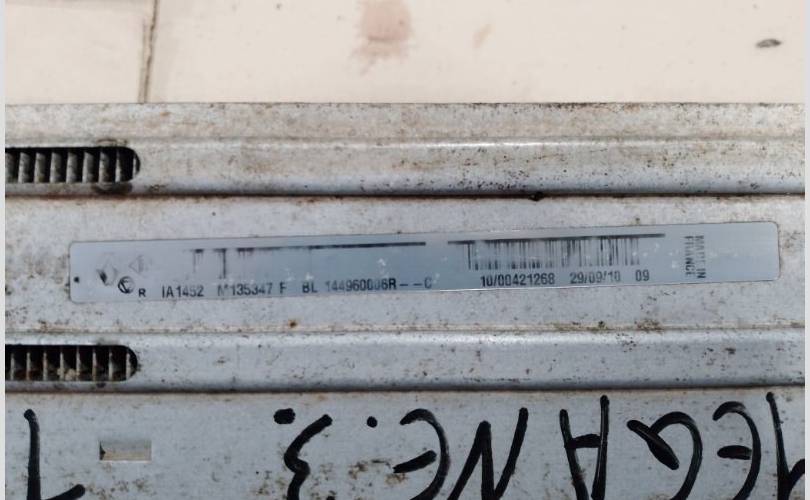 R IA1452 M135347 F BL 144960006R--C 10/00421268 29/09/10 09
MADE IN
FRANCE
MEGANE.3.